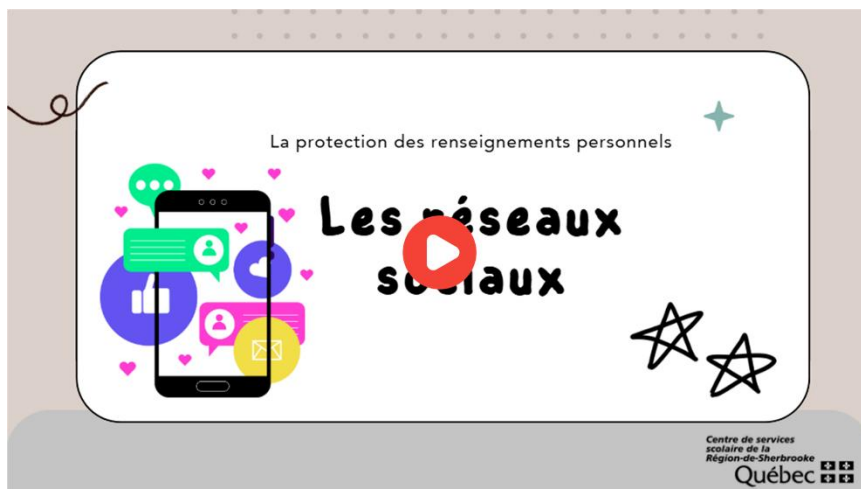 La protection des renseignements personnels
Les réseaux
sociaux
Centre de services
scolaire de la
Région-de-Sherbrooke
Québec